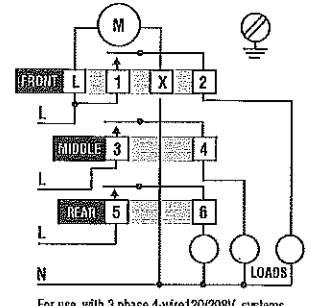 M
FRONT L 1 X 2
L
MIDDLE 3 4
L
REAR 5 6
L
LOADS
N
For use with 3 phase 4-wire120/208V. systems